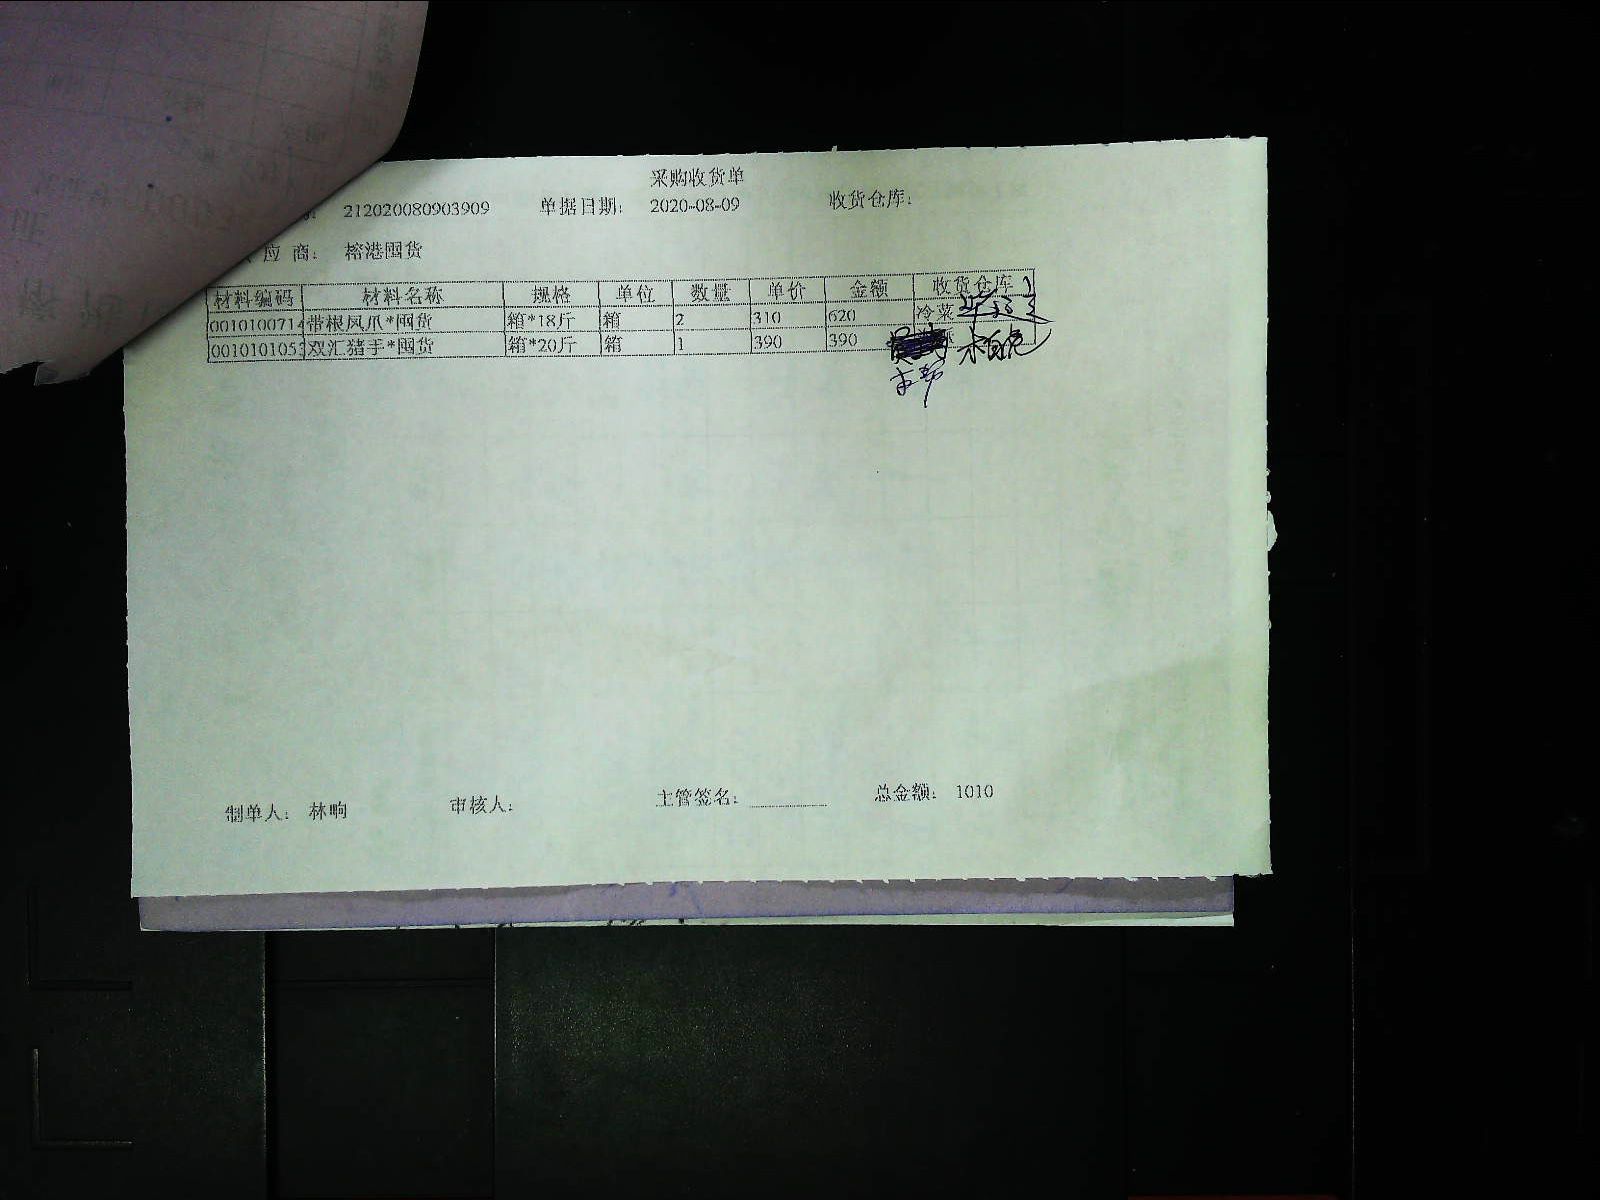 采购收货单
212020080903909 单据日期： 2020-08-09 收货仓库：
应 商： 榕港囤货
材料编码 材料名称 规格 单位 数量 单价 金额 收货仓库
0010100714 带根凤爪*囤货 箱*18斤 箱 2 310 620 冷菜
0010101053 双汇猪手*囤货 箱*20斤 箱 1 390 390
制单人： 林响 审核人： 主管签名： 总金额： 1010